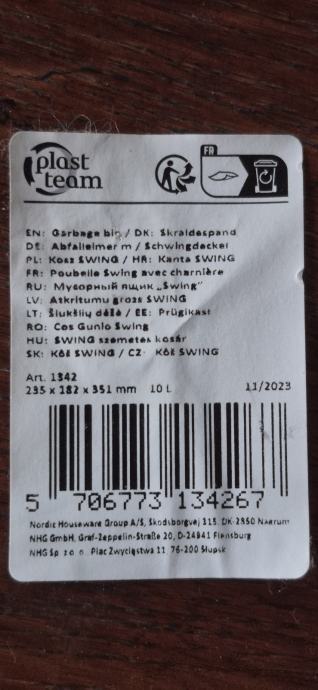 plast
team
FR
EN: Garbage bin / DK: Skraldespand
DE: Abfalleimer m / Schwingdeckel
PL: Kosz SWING / HR: Kanta SWING
FR: Poubelle Swing avec charnière
RU: Мусорный ящик „Swing"
LV: Atkritumu grozs SWING
LT: Šiukšlių dėžė / EE: Prügikast
RO: Cos Gunoi Swing
HU: SWING szemetes kosár
SK: Kôš SWING / CZ: Koš SWING
Art. 1342
235 x 182 x 351 mm 10 L 11/2023
5 706773 134267
Nordic Houseware Group A/S, Skodsborgvej 315, DK-2850 Nærum
NHG GmbH, Graf-Zeppelin-Straße 20, D-24941 Flensburg
NHG Sp. z o. o. Plac Zwycięstwa 11 76-200 Słupsk